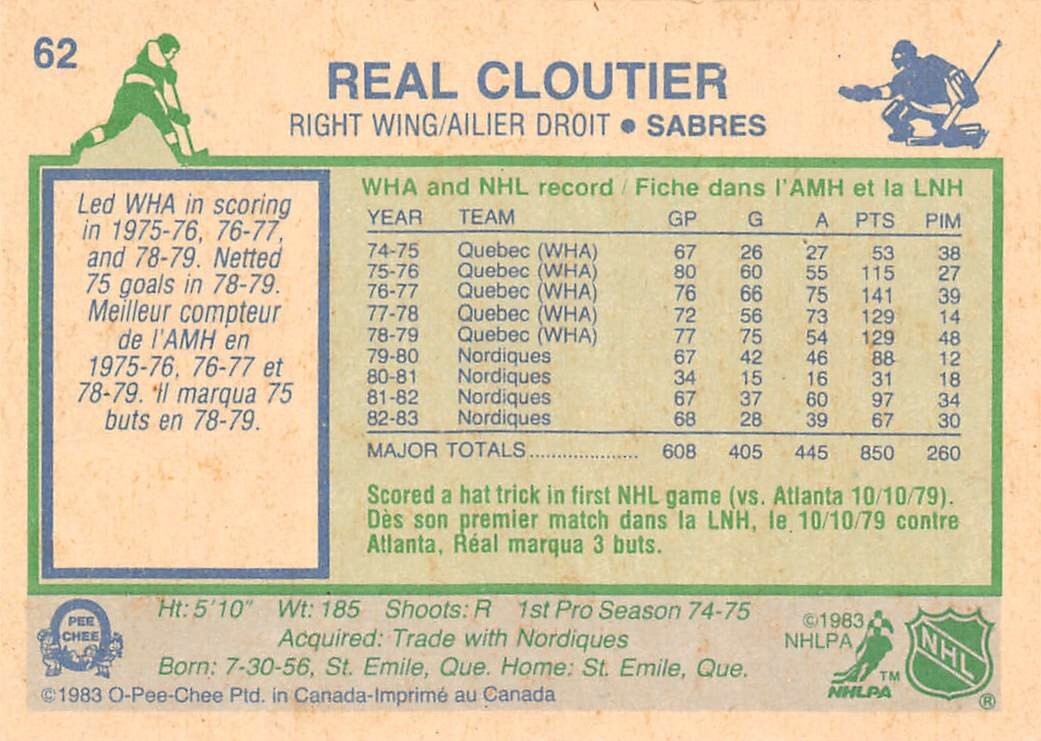 62
REAL CLOUTIER
RIGHT WING/AILIER DROIT • SABRES
Led WHA in scoring
in 1975-76, 76-77,
and 78-79. Netted
75 goals in 78-79.
Meilleur compteur
de l'AMH en
1975-76, 76-77 et
78-79. Il marqua 75
buts en 78-79.
WHA and NHL record / Fiche dans l'AMH et la LNH
YEAR TEAM GP G A PTS PIM
74-75 Quebec (WHA) 67 26 27 53 38
75-76 Quebec (WHA) 80 60 55 115 27
76-77 Quebec (WHA) 76 66 75 141 39
77-78 Quebec (WHA) 72 56 73 129 14
78-79 Quebec (WHA) 77 75 54 129 48
79-80 Nordiques 67 42 46 88 12
80-81 Nordiques 34 15 16 31 18
81-82 Nordiques 67 37 60 97 34
82-83 Nordiques 68 28 39 67 30
MAJOR TOTALS.................... 608 405 445 850 260
Scored a hat trick in first NHL game (vs. Atlanta 10/10/79).
Dès son premier match dans la LNH, le 10/10/79 contre
Atlanta, Réal marqua 3 buts.
PEE
CHEE
Ht: 5'10" Wt: 185 Shoots: R 1st Pro Season 74-75
Acquired: Trade with Nordiques
Born: 7-30-56, St. Emile, Que. Home: St. Emile, Que.
©1983 O-Pee-Chee Ptd. in Canada-Imprimé au Canada
©1983
NHLPA
TM
NHLPA
NHL
®